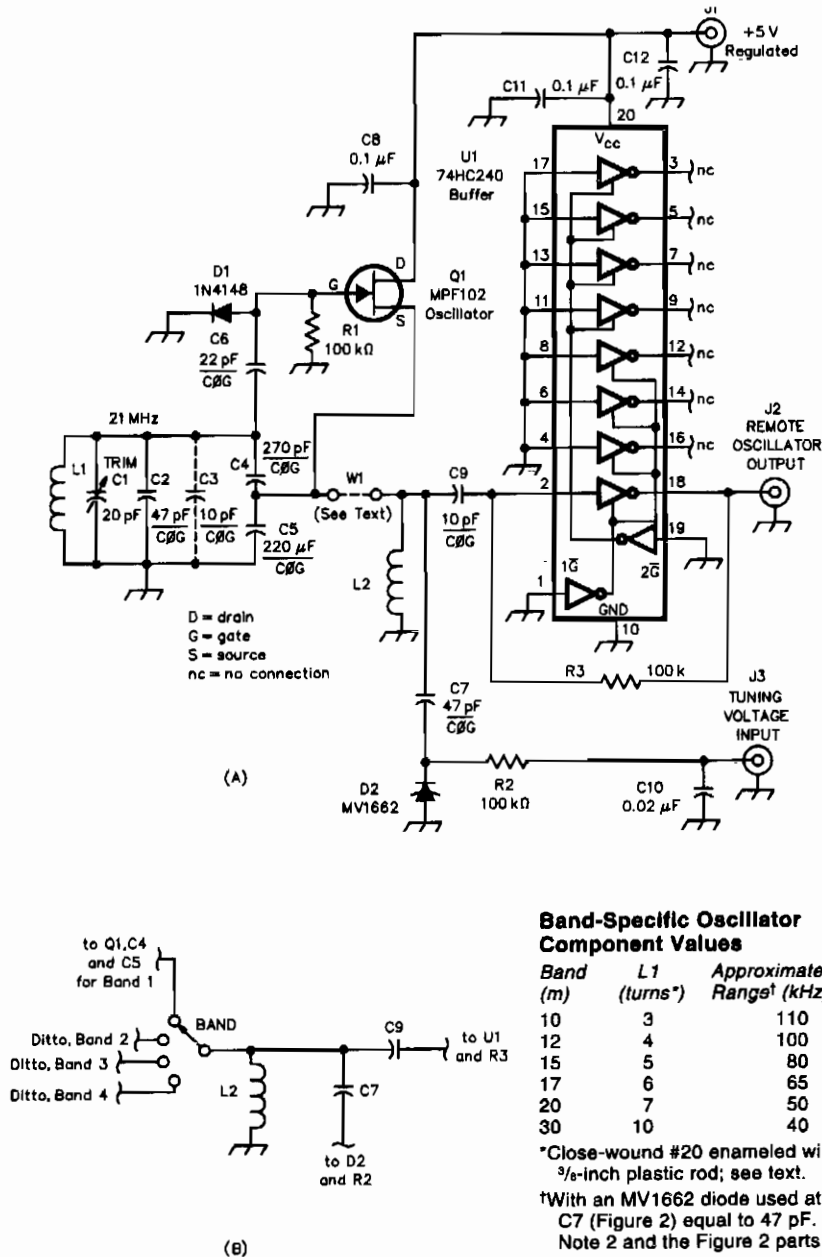 J1
+5 V
Regulated
C12
0.1 µF
C11
0.1 µF
20
VCC
C8
0.1 µF
U1
74HC240
Buffer
17
3
nc
15
5
nc
13
7
nc
11
9
nc
8
12
nc
6
14
nc
4
16
nc
2
18
19
1
1G̅
2G̅
GND
10
D1
1N4148
G
D
S
Q1
MPF102
Oscillator
R1
100 kΩ
C6
22 pF
CØG
21 MHz
L1
TRIM
C1
20 pF
C2
47 pF
CØG
C3
10 pF
CØG
C4
270 pF
CØG
C5
220 µF
CØG
W1
(See Text)
C9
10 pF
CØG
L2
J2
REMOTE
OSCILLATOR
OUTPUT
R3
100 k
D = drain
G = gate
S = source
nc = no connection
C7
47 pF
CØG
J3
TUNING
VOLTAGE
INPUT
D2
MV1662
R2
100 kΩ
C10
0.02 µF
(A)
to Q1,C4
and C5
for Band 1
BAND
Ditto, Band 2
Ditto, Band 3
Ditto, Band 4
L2
C9
to U1
and R3
C7
to D2
and R2
(B)
Band-Specific Oscillator
Component Values
Band L1 Approximate
(m) (turns*) Range† (kHz
10 3 110
12 4 100
15 5 80
17 6 65
20 7 50
30 10 40
*Close-wound #20 enameled wi
3/8-inch plastic rod; see text.
†With an MV1662 diode used at
C7 (Figure 2) equal to 47 pF.
Note 2 and the Figure 2 parts